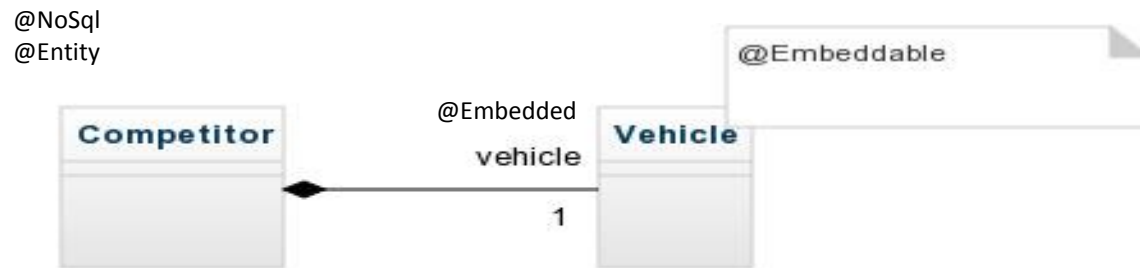 @NoSql
@Entity
@Embeddable
@Embedded
Competitor
Vehicle
vehicle
1